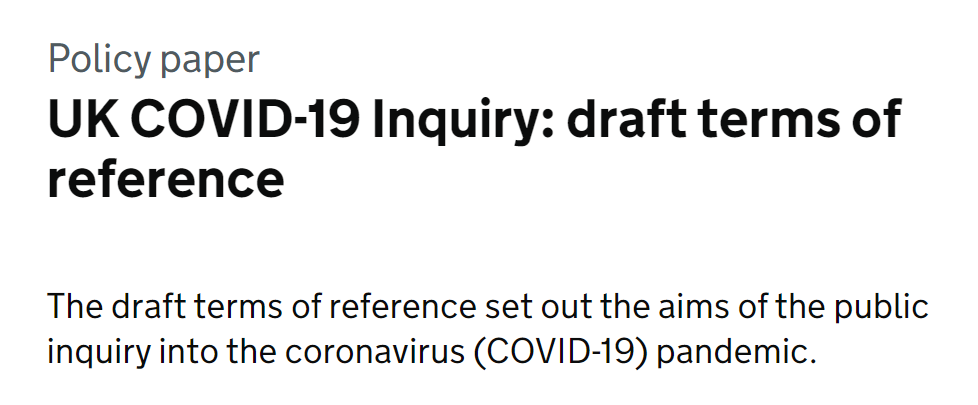 Policy paper
UK COVID-19 Inquiry: draft terms of
reference
The draft terms of reference set out the aims of the public
inquiry into the coronavirus (COVID-19) pandemic.